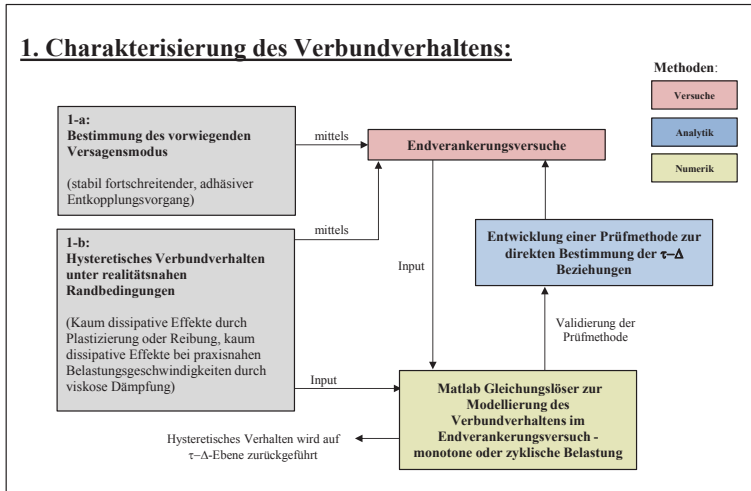 1. Charakterisierung des Verbundverhaltens:
Methoden:
Versuche
Analytik
Numerik
1-a:
Bestimmung des vorwiegenden
Versagensmodus
(stabil fortschreitender, adhäsiver
Entkopplungsvorgang)
mittels
Endverankerungsversuche
1-b:
Hysteretisches Verbundverhalten
unter realitätsnahen
Randbedingungen
(Kaum dissipative Effekte durch
Plastizierung oder Reibung, kaum
dissipative Effekte bei praxisnahen
Belastungsgeschwindigkeiten durch
viskose Dämpfung)
mittels
Input
Entwicklung einer Prüfmethode zur
direkten Bestimmung der τ–Δ
Beziehungen
Validierung der
Prüfmethode
Input
Matlab Gleichungslöser zur
Modellierung des
Verbundverhaltens im
Endverankerungsversuch -
monotone oder zyklische Belastung
Hysteretisches Verhalten wird auf
τ–Δ-Ebene zurückgeführt